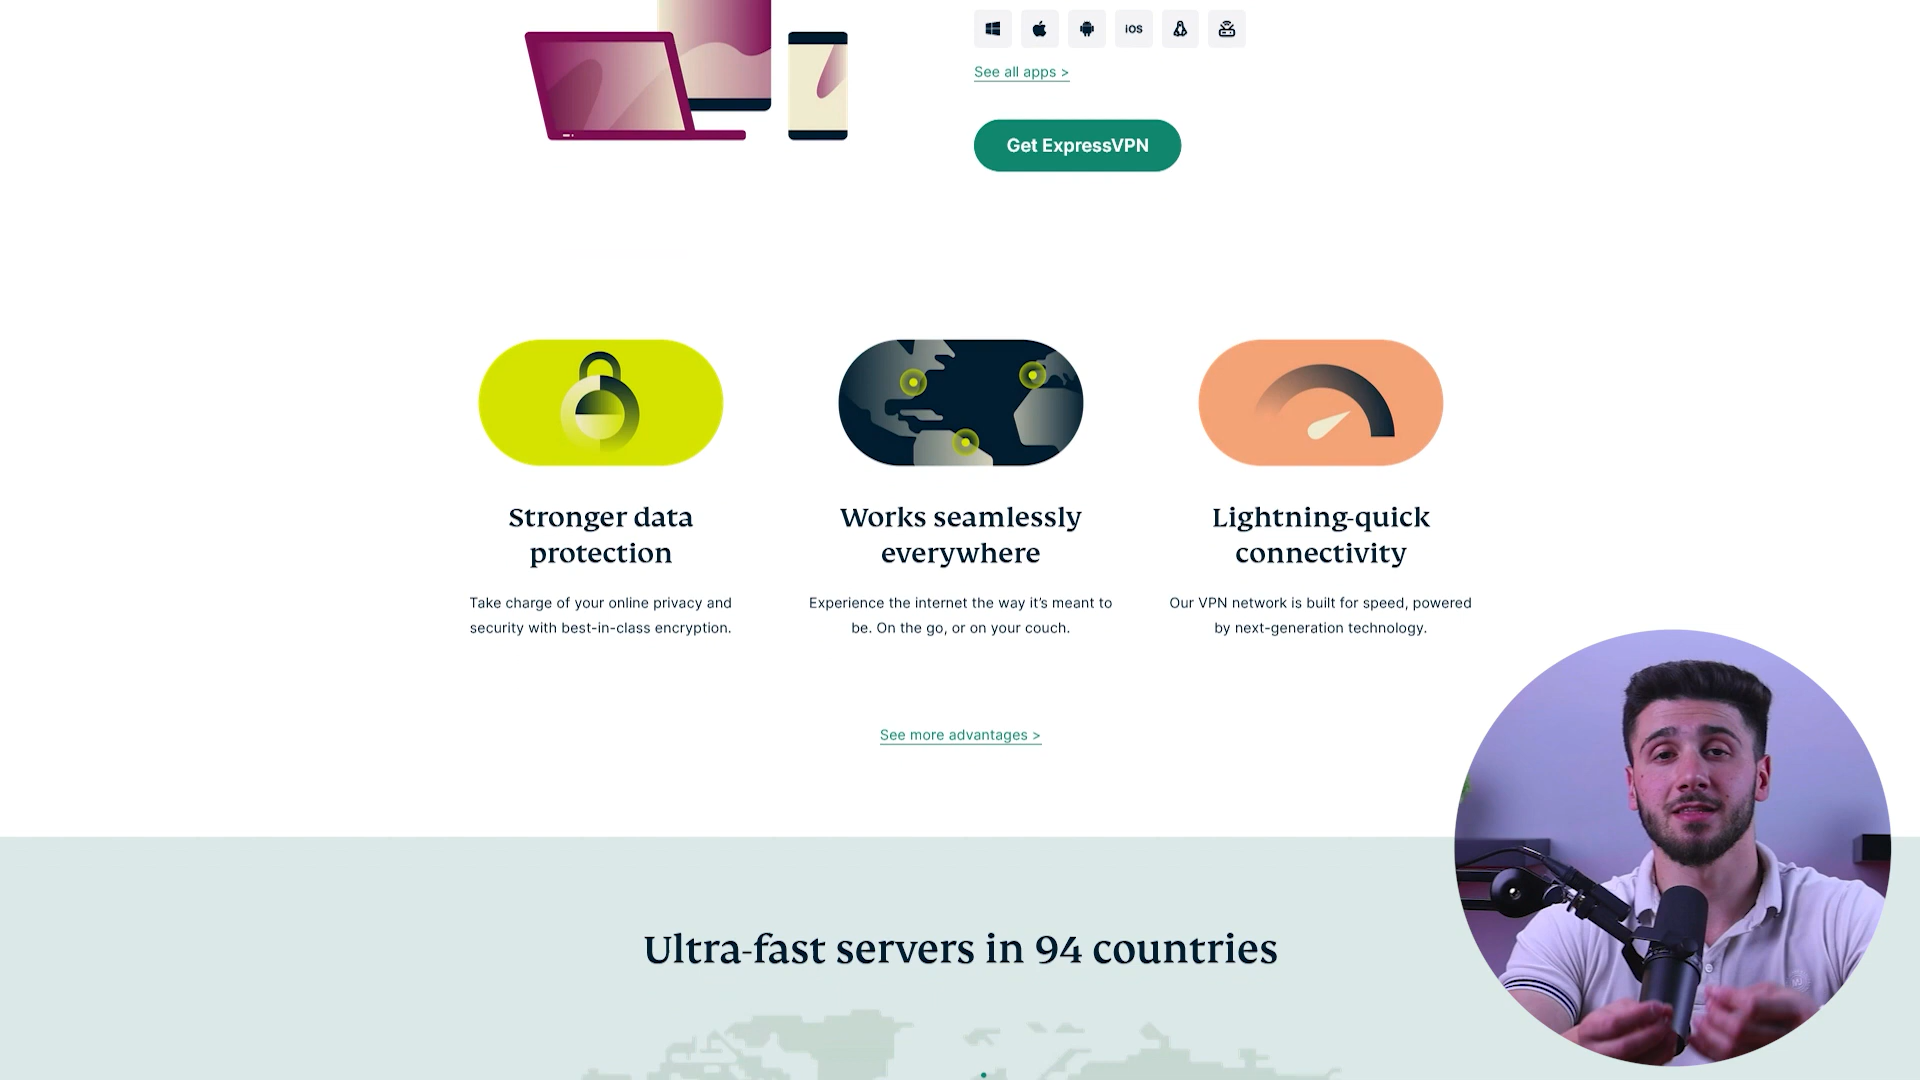 iOS
See all apps >
Get ExpressVPN
Stronger data
protection
Take charge of your online privacy and
security with best-in-class encryption.
Works seamlessly
everywhere
Experience the internet the way it’s meant to
be. On the go, or on your couch.
Lightning-quick
connectivity
Our VPN network is built for speed, powered
by next-generation technology.
See more advantages >
Ultra-fast servers in 94 countries